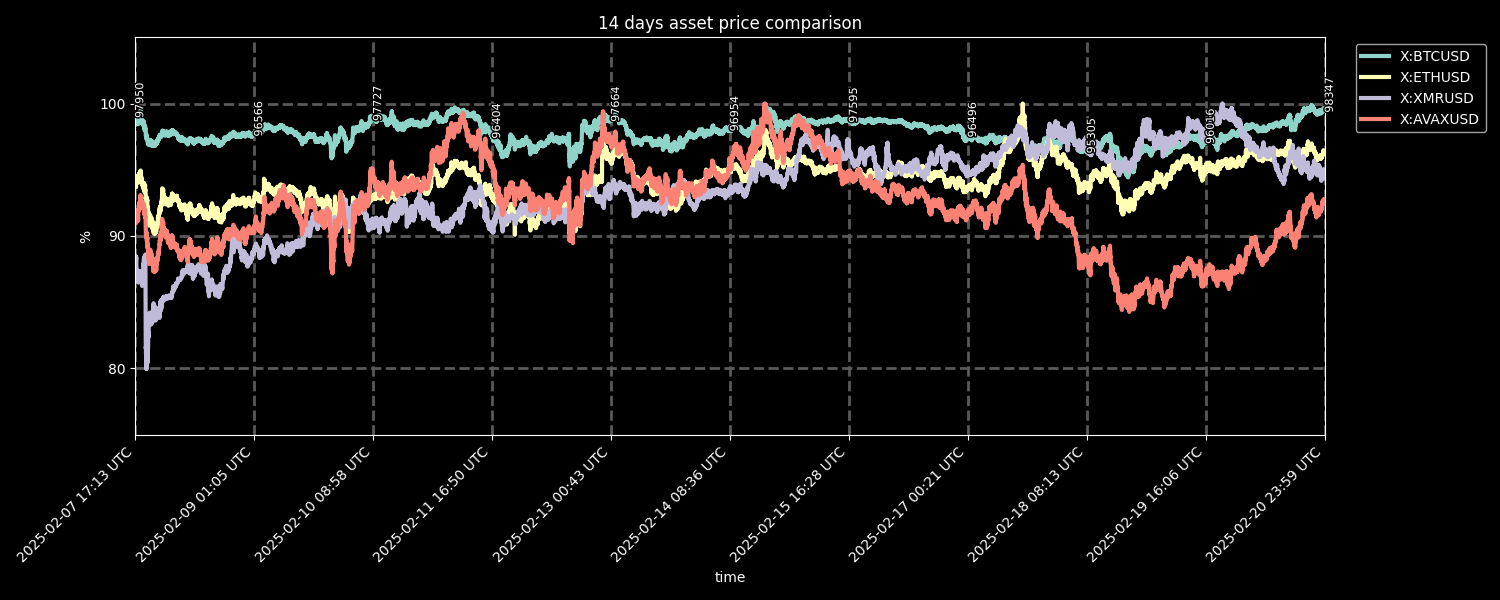 14 days asset price comparison
X:BTCUSD
X:ETHUSD
X:XMRUSD
X:AVAXUSD
100
90
80
%
97950
96566
97727
96404
97664
96954
97595
96496
95305
96016
98347
2025-02-07 17:13 UTC
2025-02-09 01:05 UTC
2025-02-10 08:58 UTC
2025-02-11 16:50 UTC
2025-02-13 00:43 UTC
2025-02-14 08:36 UTC
2025-02-15 16:28 UTC
2025-02-17 00:21 UTC
2025-02-18 08:13 UTC
2025-02-19 16:06 UTC
2025-02-20 23:59 UTC
time